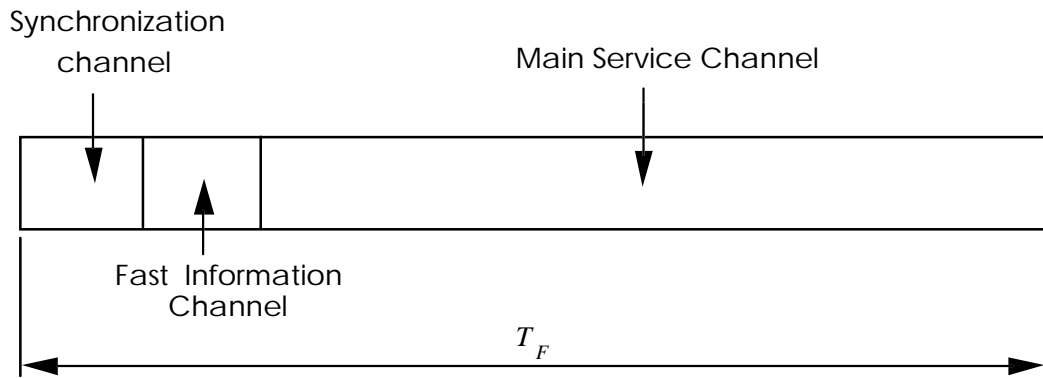 Synchronization
channel
Main Service Channel
Fast Information
Channel
T_F